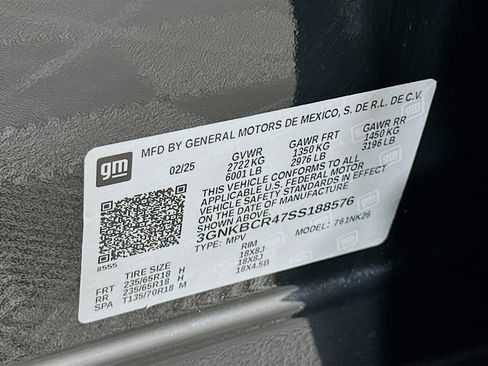 gm
MFD BY GENERAL MOTORS DE MEXICO, S. DE R.L. DE C.V.
02/25 GVWR GAWR FRT GAWR RR
2722 KG 1350 KG 1450 KG
6001 LB 2976 LB 3196 LB
THIS VEHICLE CONFORMS TO ALL
APPLICABLE U.S. FEDERAL MOTOR
VEHICLE SAFETY STANDARDS IN EFFECT
ON THE DATE OF MANUFACTURE
SHOWN ABOVE
3GNKBCR47SS188576
8555 TYPE: MPV MODEL: 761NK26
TIRE SIZE RIM
FRT 235/65R18 H 18X8J
RR 235/65R18 H 18X8J
SPA T135/70R18 M 18X4.5B